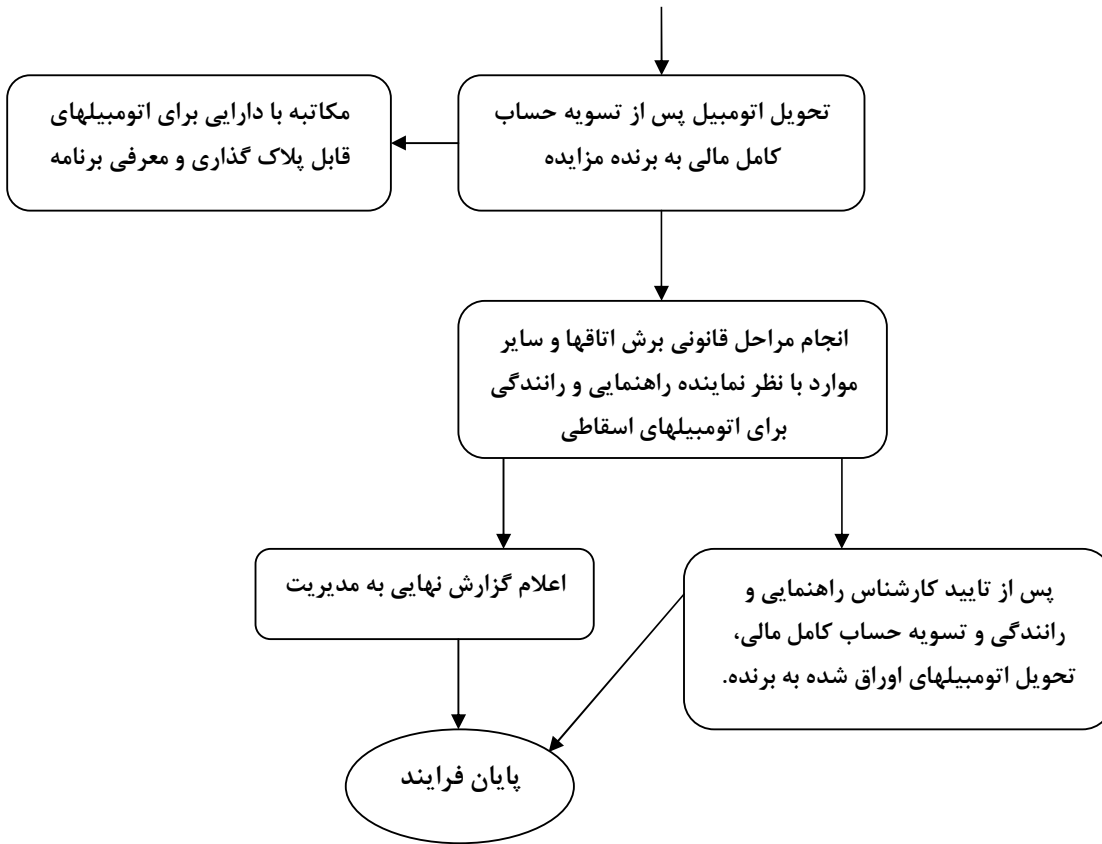 تحویل اتومبیل پس از تسویه حساب
کامل مالی به برنده مزایده
مکاتبه با دارایی برای اتومبیلهای
قابل پلاک گذاری و معرفی برنامه
انجام مراحل قانونی برش اتاقها و سایر
موارد با نظر نماینده راهنمایی و رانندگی
برای اتومبیلهای اسقاطی
پس از تایید کارشناس راهنمایی و
رانندگی و تسویه حساب کامل مالی،
تحویل اتومبیلهای اوراق شده به برنده.
اعلام گزارش نهایی به مدیریت
پایان فرایند